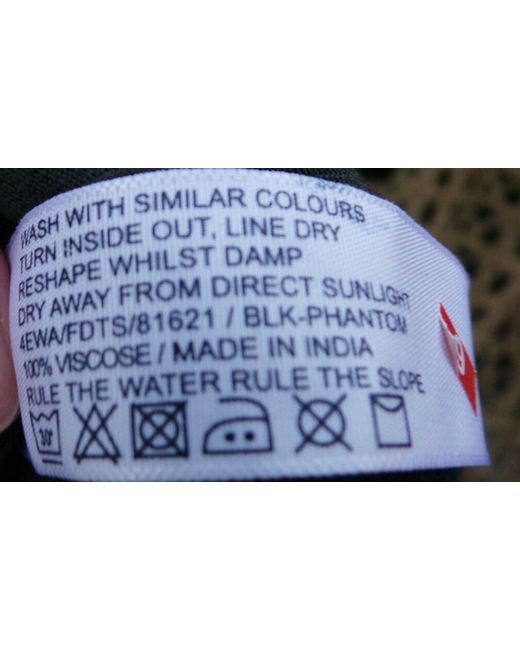 WASH WITH SIMILAR COLOURS
TURN INSIDE OUT, LINE DRY
RESHAPE WHILST DAMP
DRY AWAY FROM DIRECT SUNLIGHT
4EWA/FDTS/81621 / BLK-PHANTOM
100% VISCOSE / MADE IN INDIA
RULE THE WATER RULE THE SLOPE
30°